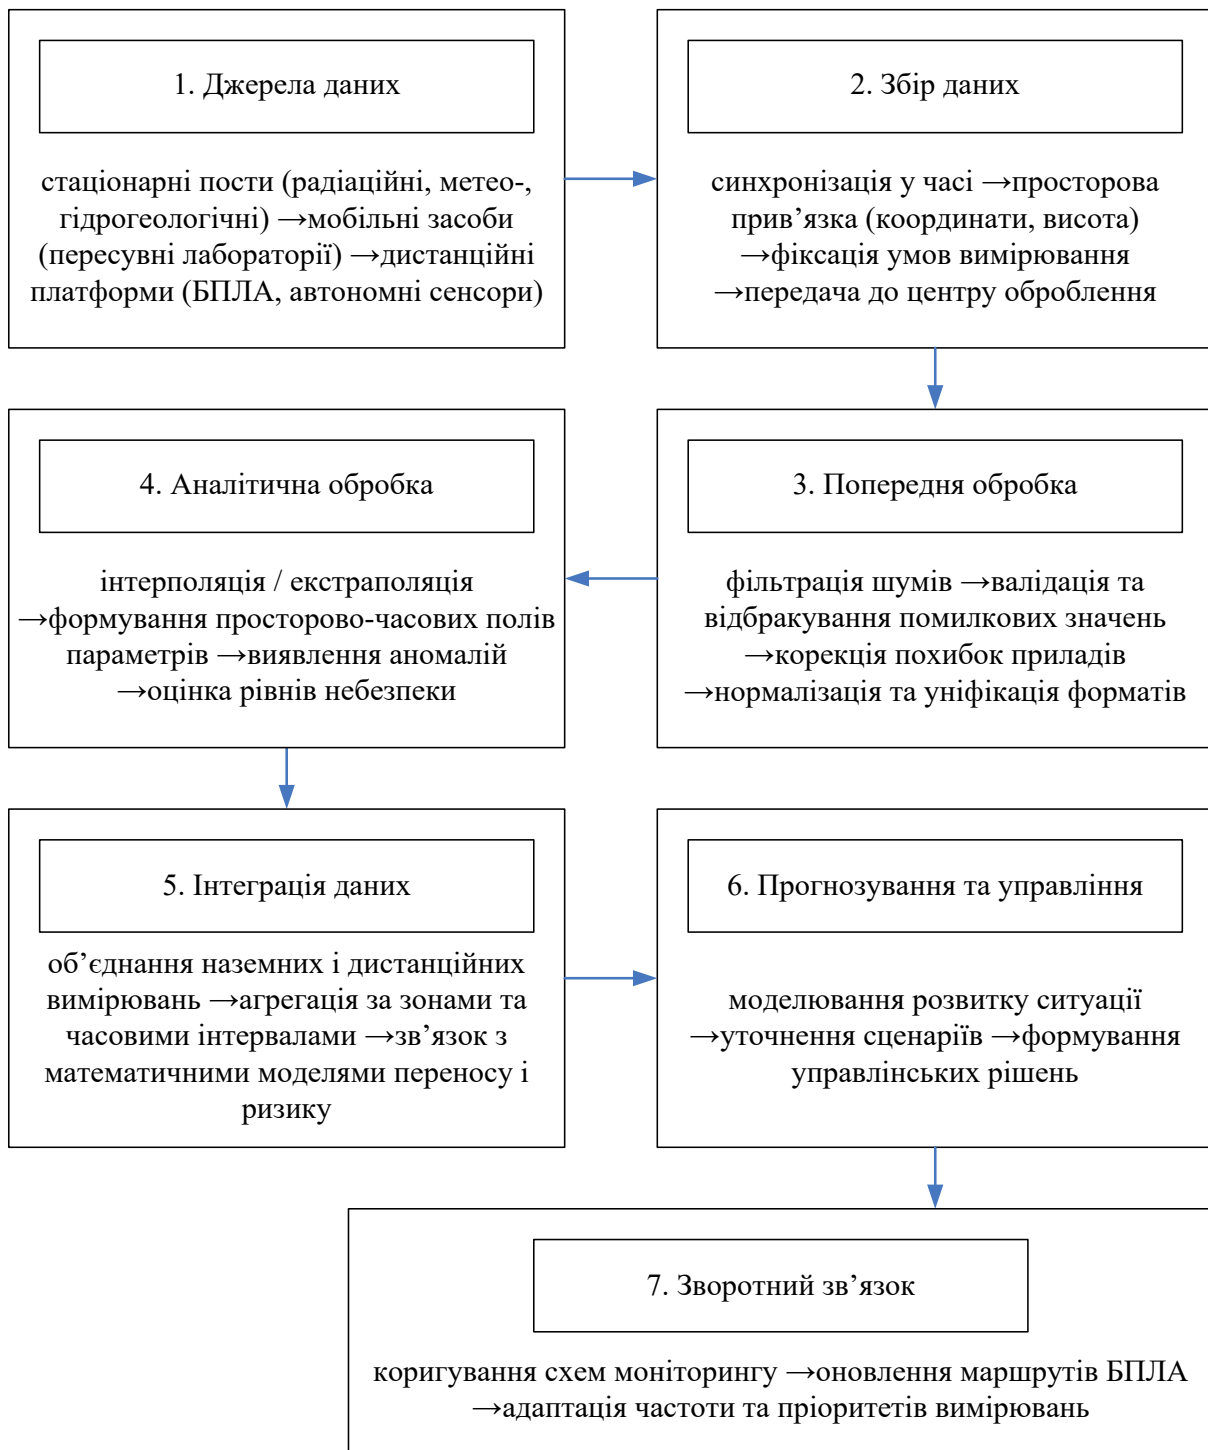 1. Джерела даних
стаціонарні пости (радіаційні, метео-,
гідрогеологічні) →мобільні засоби
(пересувні лабораторії) →дистанційні
платформи (БПЛА, автономні сенсори)
2. Збір даних
синхронізація у часі →просторова
прив’язка (координати, висота)
→фіксація умов вимірювання
→передача до центру оброблення
3. Попередня обробка
фільтрація шумів →валідація та
відбракування помилкових значень
→корекція похибок приладів
→нормалізація та уніфікація форматів
4. Аналітична обробка
інтерполяція / екстраполяція
→формування просторово-часових полів
параметрів →виявлення аномалій
→оцінка рівнів небезпеки
5. Інтеграція даних
об’єднання наземних і дистанційних
вимірювань →агрегація за зонами та
часовими інтервалами →зв’язок з
математичними моделями переносу і
ризику
6. Прогнозування та управління
моделювання розвитку ситуації
→уточнення сценаріїв →формування
управлінських рішень
7. Зворотний зв’язок
коригування схем моніторингу →оновлення маршрутів БПЛА
→адаптація частоти та пріоритетів вимірювань